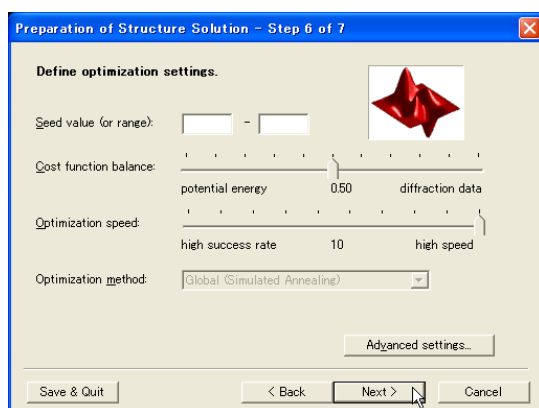 Preparation of Structure Solution - Step 6 of 7
Define optimization settings.
Seed value (or range): -
Cost function balance:
potential energy 0.50 diffraction data
Optimization speed:
high success rate 10 high speed
Optimization method: Global (Simulated Annealing)
Advanced settings...
Save & Quit < Back Next > Cancel